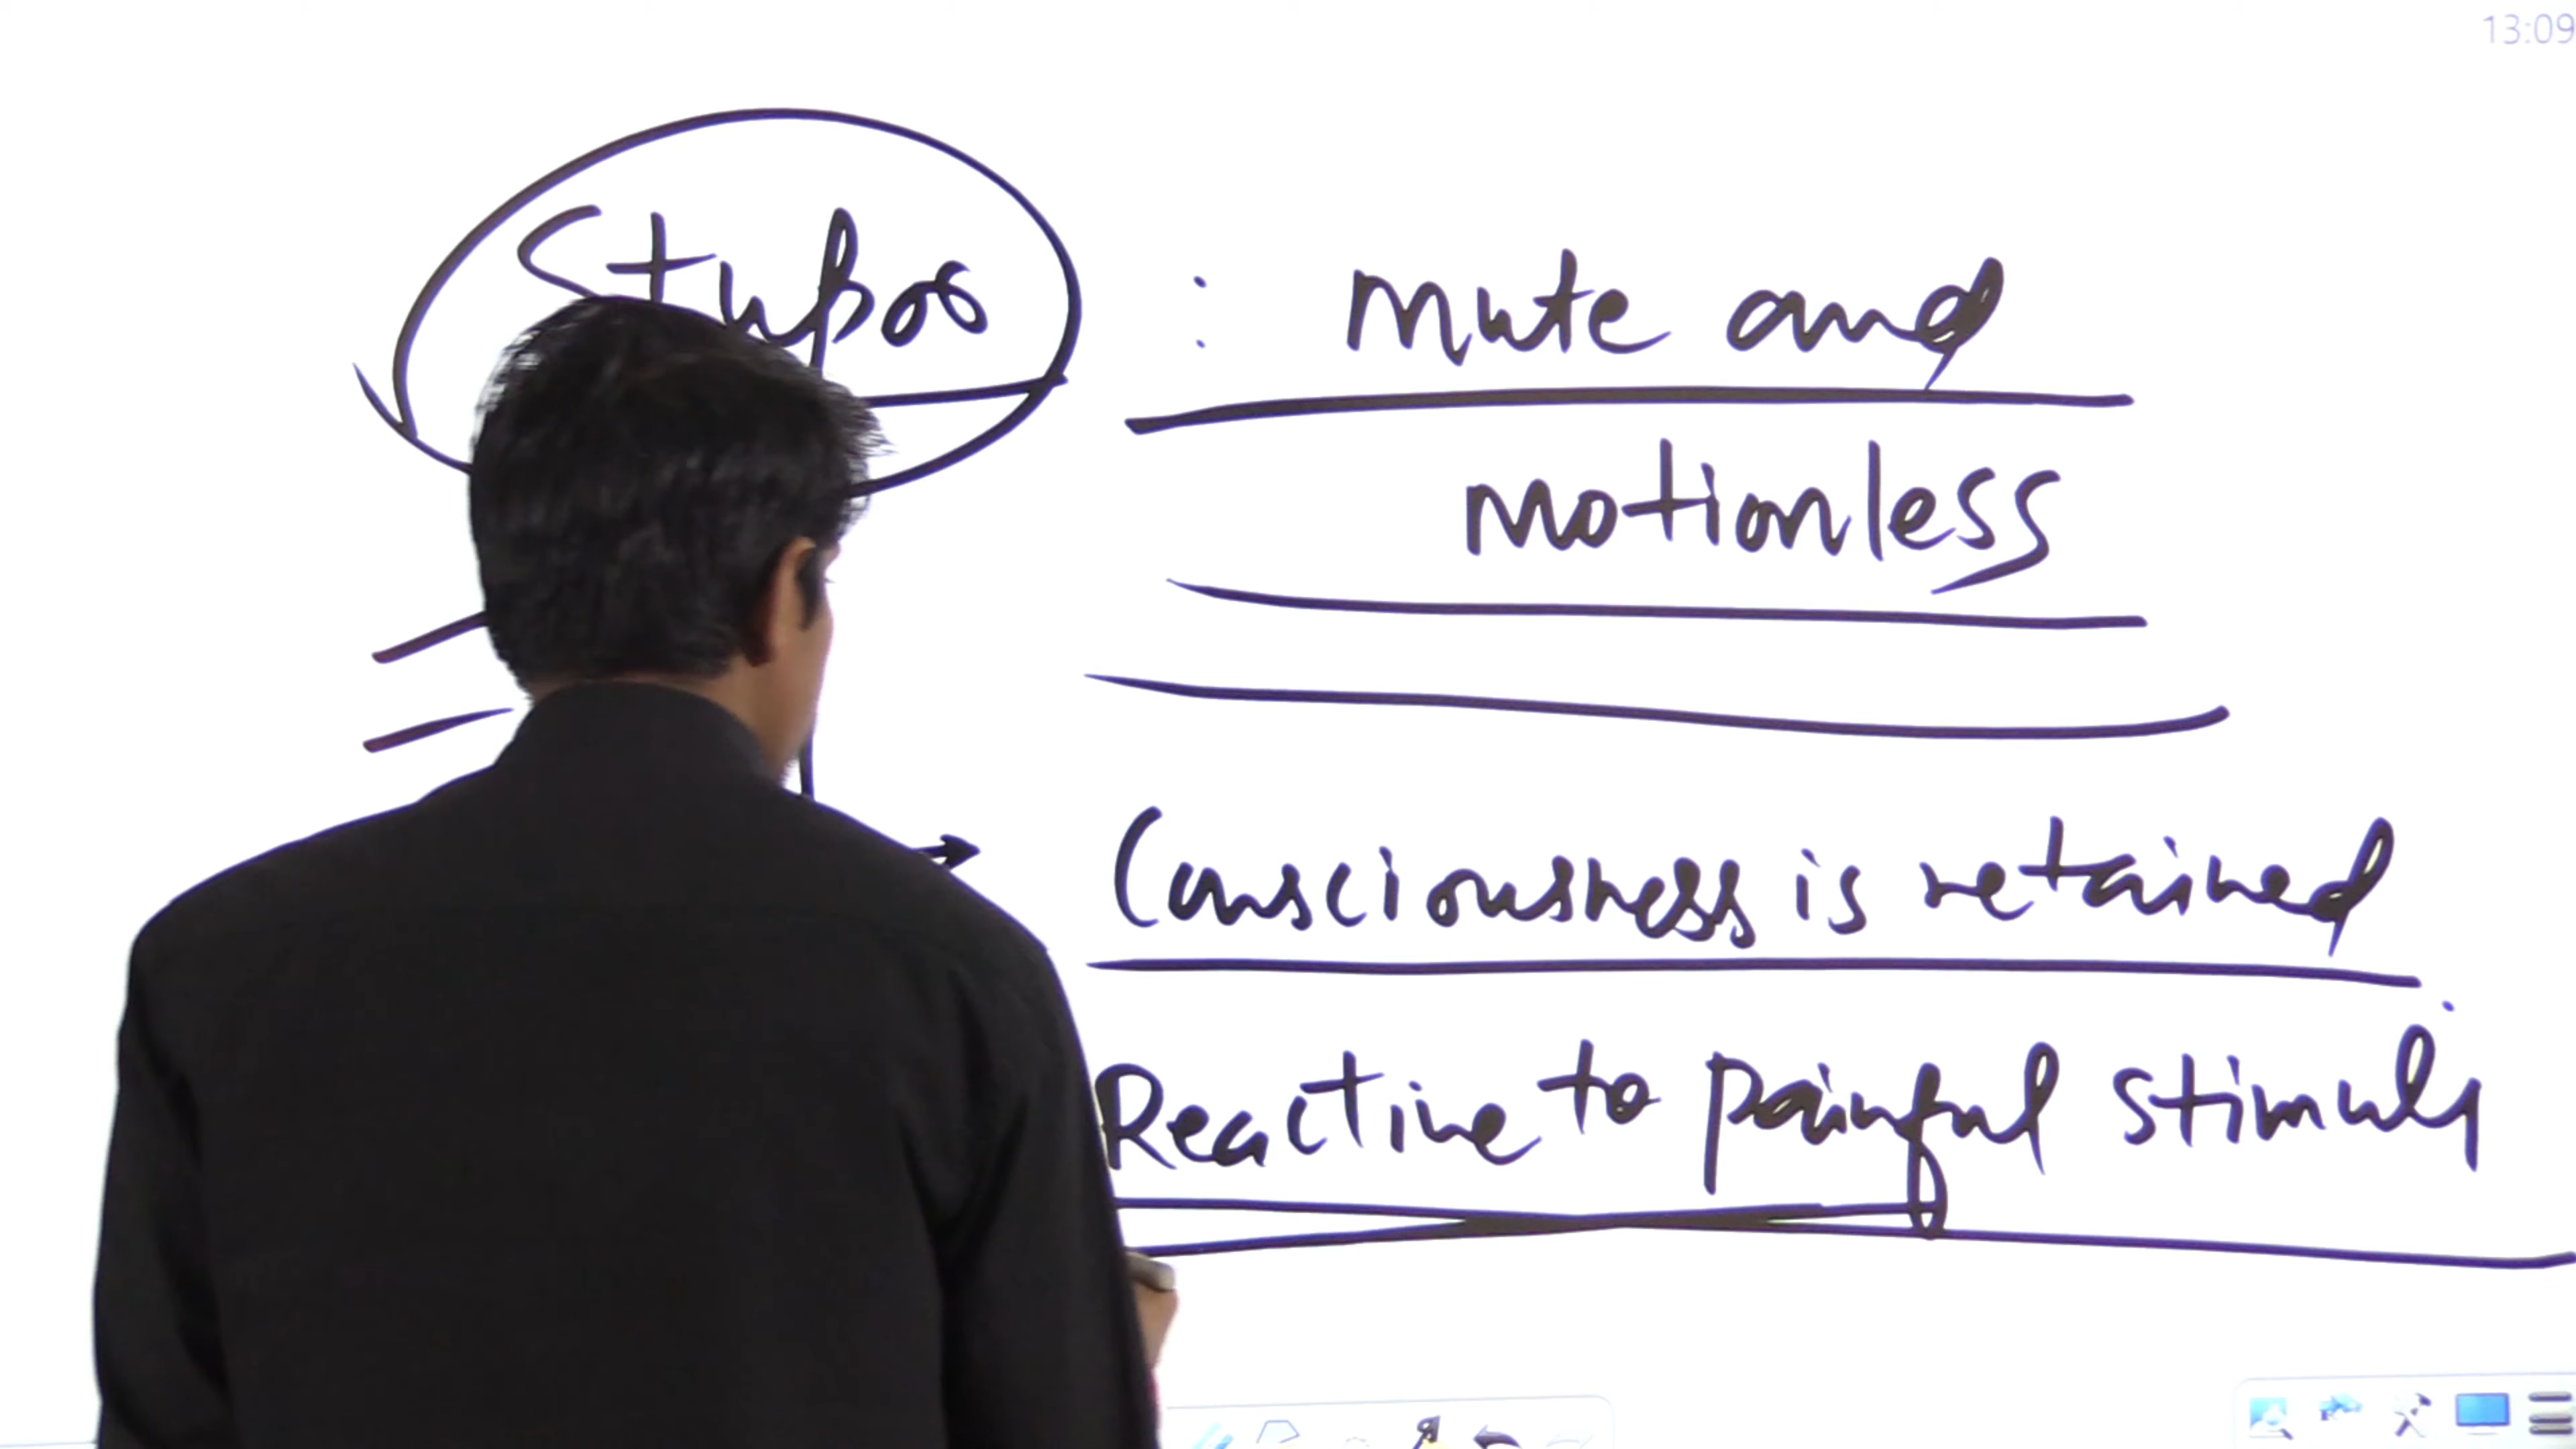 13:09
Stupor : mute and
motionless
Consciousness is retained
Reactive to painful stimuli